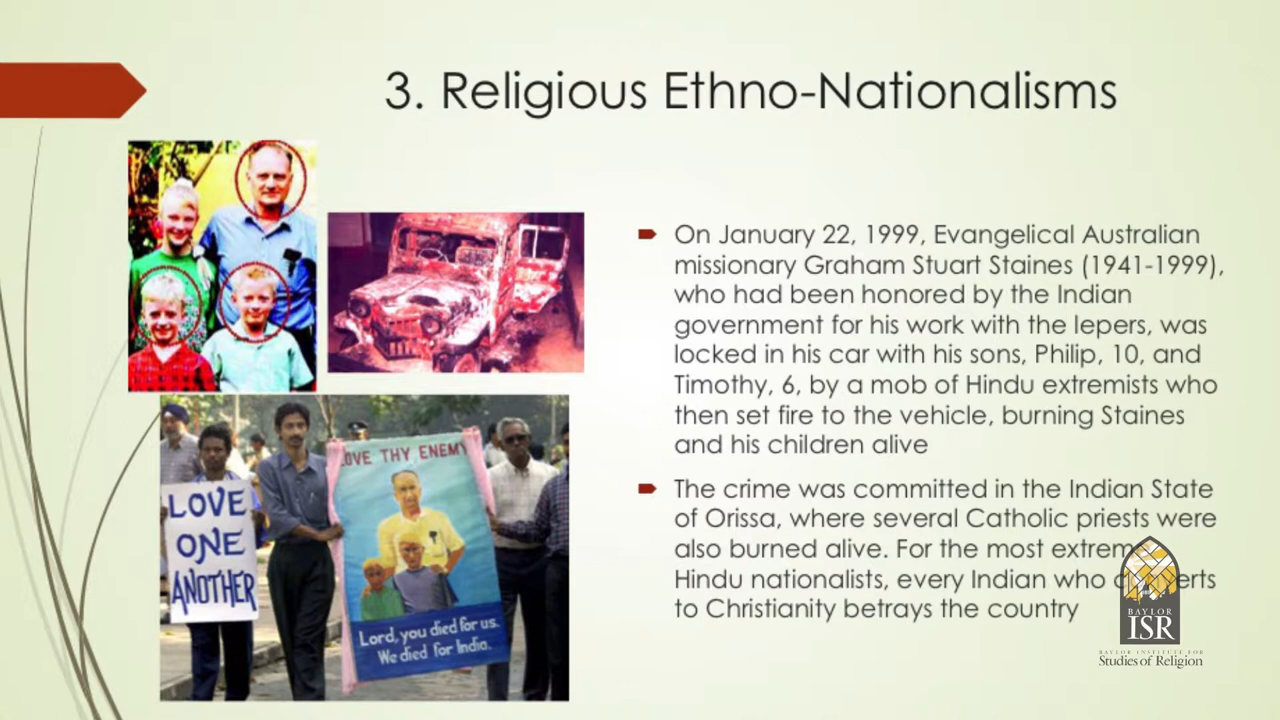 3. Religious Ethno-Nationalisms
On January 22, 1999, Evangelical Australian
missionary Graham Stuart Staines (1941-1999),
who had been honored by the Indian
government for his work with the lepers, was
locked in his car with his sons, Philip, 10, and
Timothy, 6, by a mob of Hindu extremists who
then set fire to the vehicle, burning Staines
and his children alive
The crime was committed in the Indian State
of Orissa, where several Catholic priests were
also burned alive. For the most extrem
Hindu nationalists, every Indian who
to Christianity betrays the country
LOVE
ONE
ANOTHER
LOVE THY ENEMY
Lord, you died for us.
We died for India.
BAYLOR
ISR
BAYLOR INSTITUTE FOR
Studies of Religion